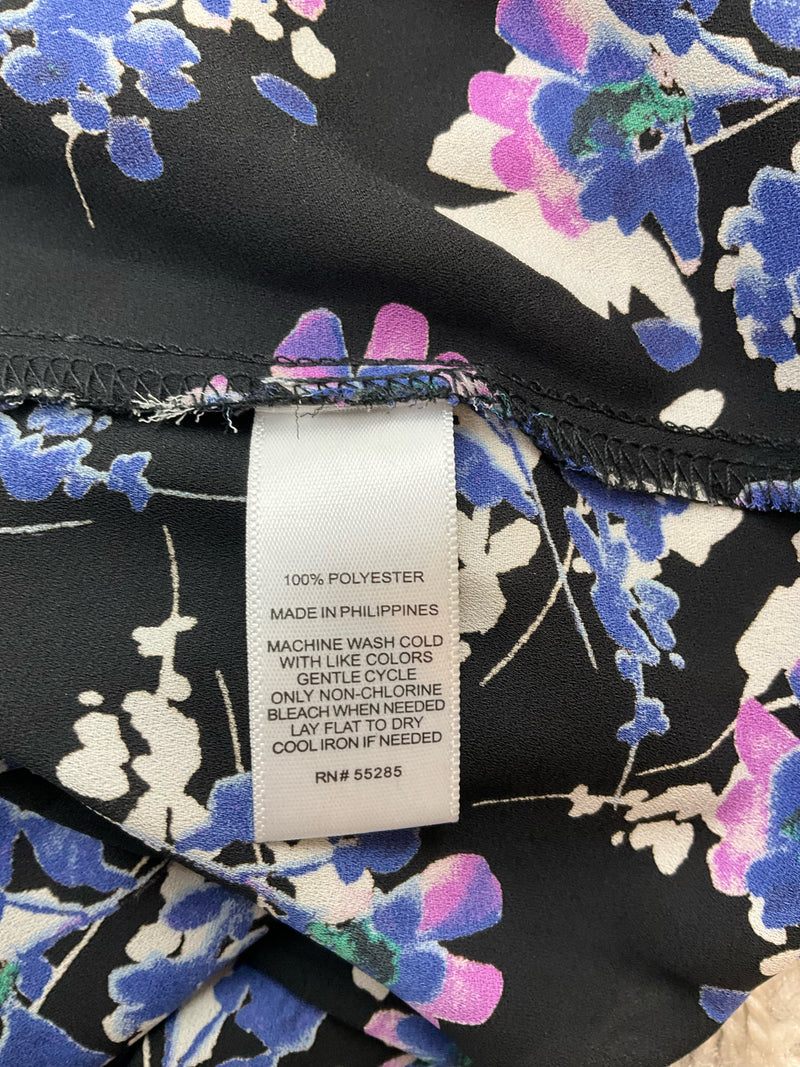 100% POLYESTER
MADE IN PHILIPPINES
MACHINE WASH COLD
WITH LIKE COLORS
GENTLE CYCLE
ONLY NON-CHLORINE
BLEACH WHEN NEEDED
LAY FLAT TO DRY
COOL IRON IF NEEDED
RN# 55285